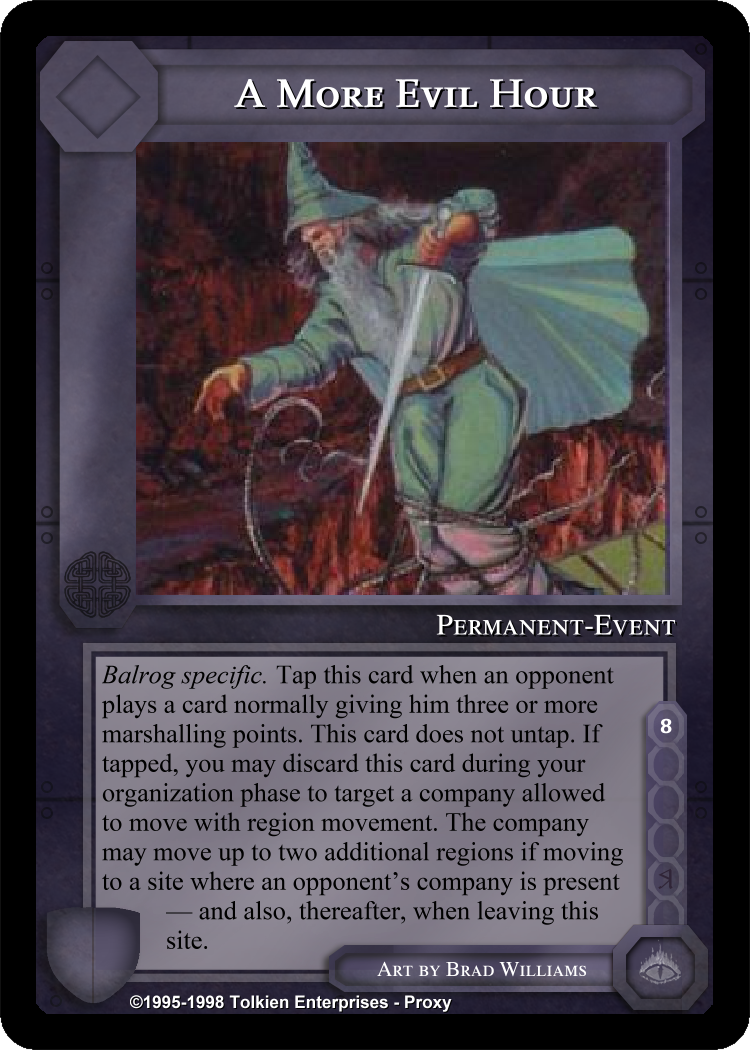 A More Evil Hour
Permanent-Event
Balrog specific. Tap this card when an opponent
plays a card normally giving him three or more
marshalling points. This card does not untap. If
tapped, you may discard this card during your
organization phase to target a company allowed
to move with region movement. The company
may move up to two additional regions if moving
to a site where an opponent’s company is present
— and also, thereafter, when leaving this
site.
8
Art by Brad Williams
©1995-1998 Tolkien Enterprises - Proxy